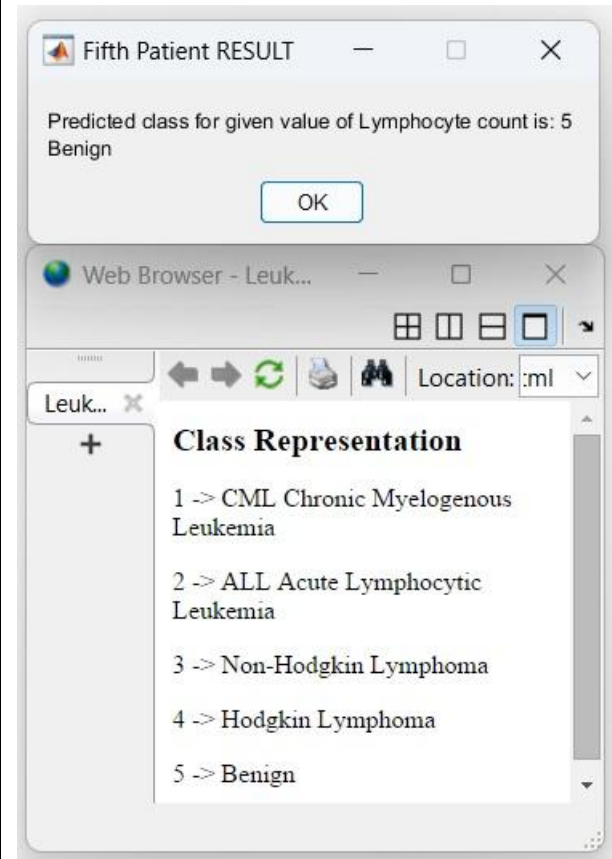 Fifth Patient RESULT
Predicted class for given value of Lymphocyte count is: 5
Benign
OK
Web Browser - Leuk...
Location: :ml
Leuk...
Class Representation
1 -> CML Chronic Myelogenous
Leukemia
2 -> ALL Acute Lymphocytic
Leukemia
3 -> Non-Hodgkin Lymphoma
4 -> Hodgkin Lymphoma
5 -> Benign